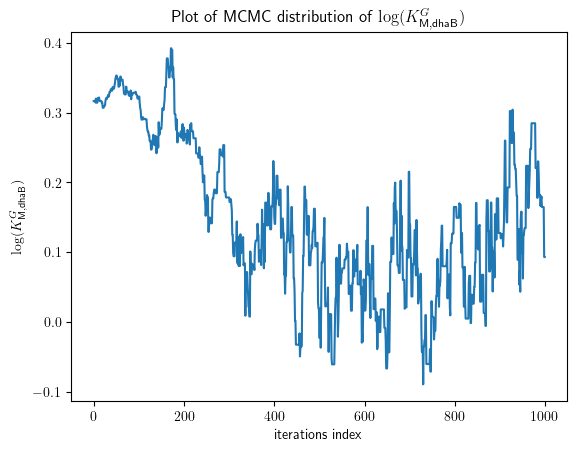 Plot of MCMC distribution of log(K^G_M,dhaB)
log(K^G_M,dhaB)
0.4
0.3
0.2
0.1
0.0
−0.1
0 200 400 600 800 1000
iterations index